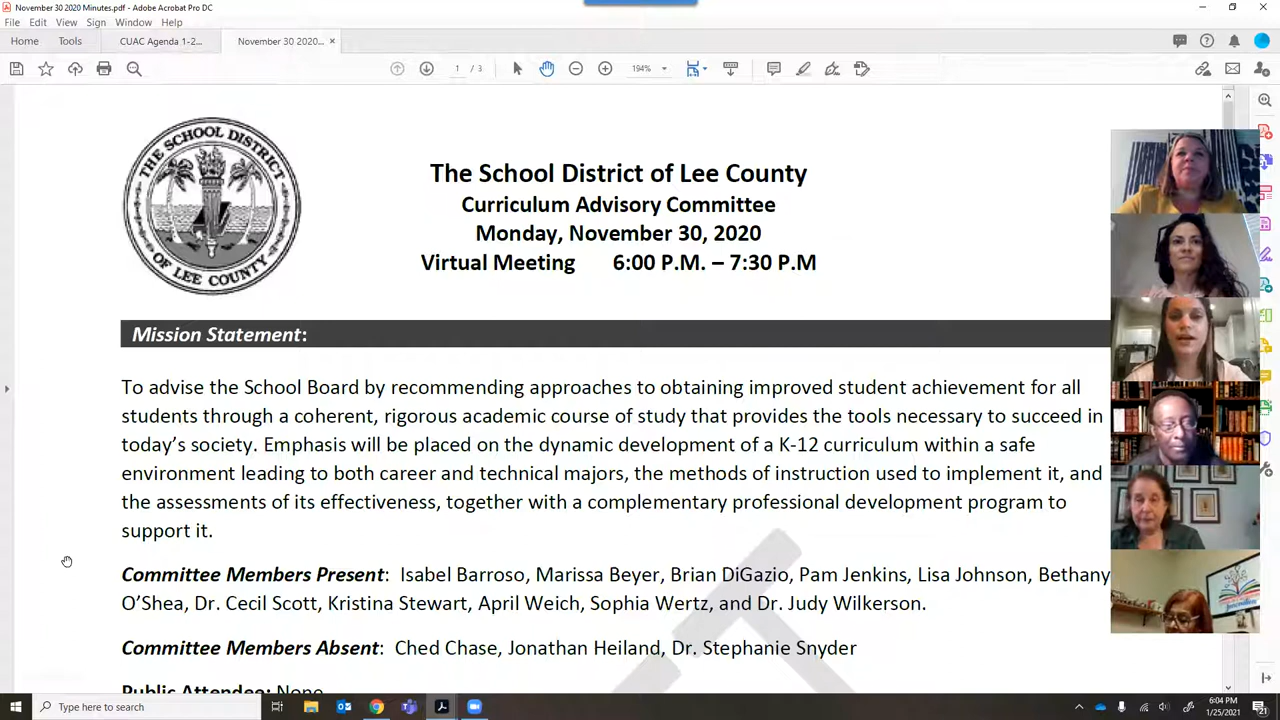 November 30 2020 Minutes.pdf - Adobe Acrobat Pro DC
File Edit View Sign Window Help
Home Tools CUAC Agenda 1-2... November 30 2020... ×
1 / 3 194%
THE SCHOOL DISTRICT
OF LEE COUNTY
The School District of Lee County
Curriculum Advisory Committee
Monday, November 30, 2020
Virtual Meeting 6:00 P.M. – 7:30 P.M
Mission Statement:
To advise the School Board by recommending approaches to obtaining improved student achievement for all
students through a coherent, rigorous academic course of study that provides the tools necessary to succeed in
today's society. Emphasis will be placed on the dynamic development of a K-12 curriculum within a safe
environment leading to both career and technical majors, the methods of instruction used to implement it, and
the assessments of its effectiveness, together with a complementary professional development program to
support it.
Committee Members Present: Isabel Barroso, Marissa Beyer, Brian DiGazio, Pam Jenkins, Lisa Johnson, Bethany
O'Shea, Dr. Cecil Scott, Kristina Stewart, April Weich, Sophia Wertz, and Dr. Judy Wilkerson.
Committee Members Absent: Ched Chase, Jonathan Heiland, Dr. Stephanie Snyder
Public Attendee: None
Type here to search
6:04 PM
1/25/2021
21